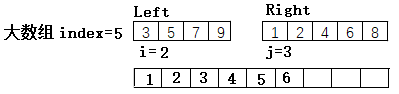 Left Right
大数组 index=5 3 5 7 9 1 2 4 6 8
i=2 j=3
1 2 3 4 5 6